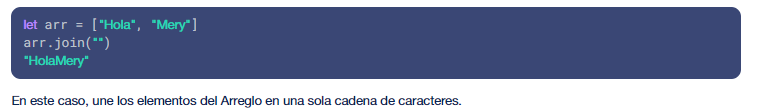 let arr = ["Hola", "Mery"]
arr.join("")
"HolaMery"
En este caso, une los elementos del Arreglo en una sola cadena de caracteres.